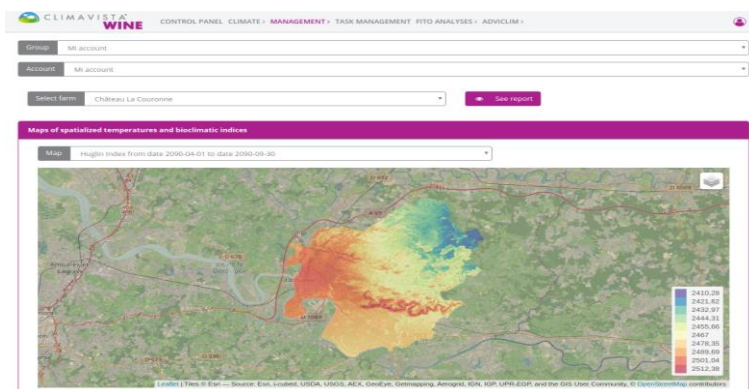 CLIMAVISTA
WINE
CONTROL PANEL CLIMATE› MANAGEMENT› TASK MANAGEMENT FITO ANALYSES› ADVICLIM›
Group Mi account
Account Mi account
Select farm Château La Couronne See report
Maps of spatialized temperatures and bioclimatic indices
Map Huglin Index from date 2090-04-01 to date 2090-09-30
2410,28
2421,62
2432,97
2444,31
2455,66
2467
2478,35
2489,69
2501,04
2512,38
Leaflet | Tiles © Esri — Source: Esri, i-cubed, USDA, USGS, AEX, GeoEye, Getmapping, Aerogrid, IGN, IGP, UPR-EGP, and the GIS User Community, © OpenStreetMap contributors